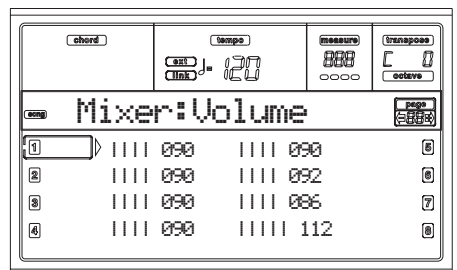 chord tempo measure transpose
ext
link ♩= 120 888 C 0
octave
song Mixer:Volume page
88
1 |||| 090 |||| 090 5
2 |||| 090 |||| 092 6
3 |||| 090 |||| 086 7
4 |||| 090 ||||| 112 8